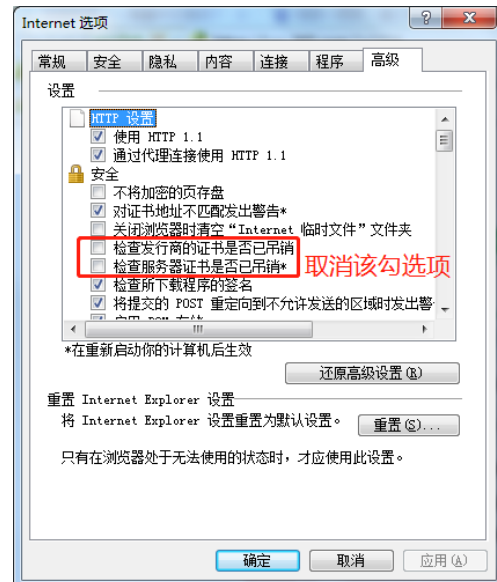 Internet 选项
常规 安全 隐私 内容 连接 程序 高级
设置
HTTP 设置
使用 HTTP 1.1
通过代理连接使用 HTTP 1.1
安全
不将加密的页存盘
对证书地址不匹配发出警告*
关闭浏览器时清空“Internet 临时文件”文件夹
检查发行商的证书是否已吊销
检查服务器证书是否已吊销*
取消该勾选项
检查所下载程序的签名
将提交的 POST 重定向到不允许发送的区域时发出警
启用 DOM 存储
*在重新启动你的计算机后生效
还原高级设置(R)
重置 Internet Explorer 设置
将 Internet Explorer 设置重置为默认设置。
重置(S)...
只有在浏览器处于无法使用的状态时，才应使用此设置。
确定 取消 应用(A)